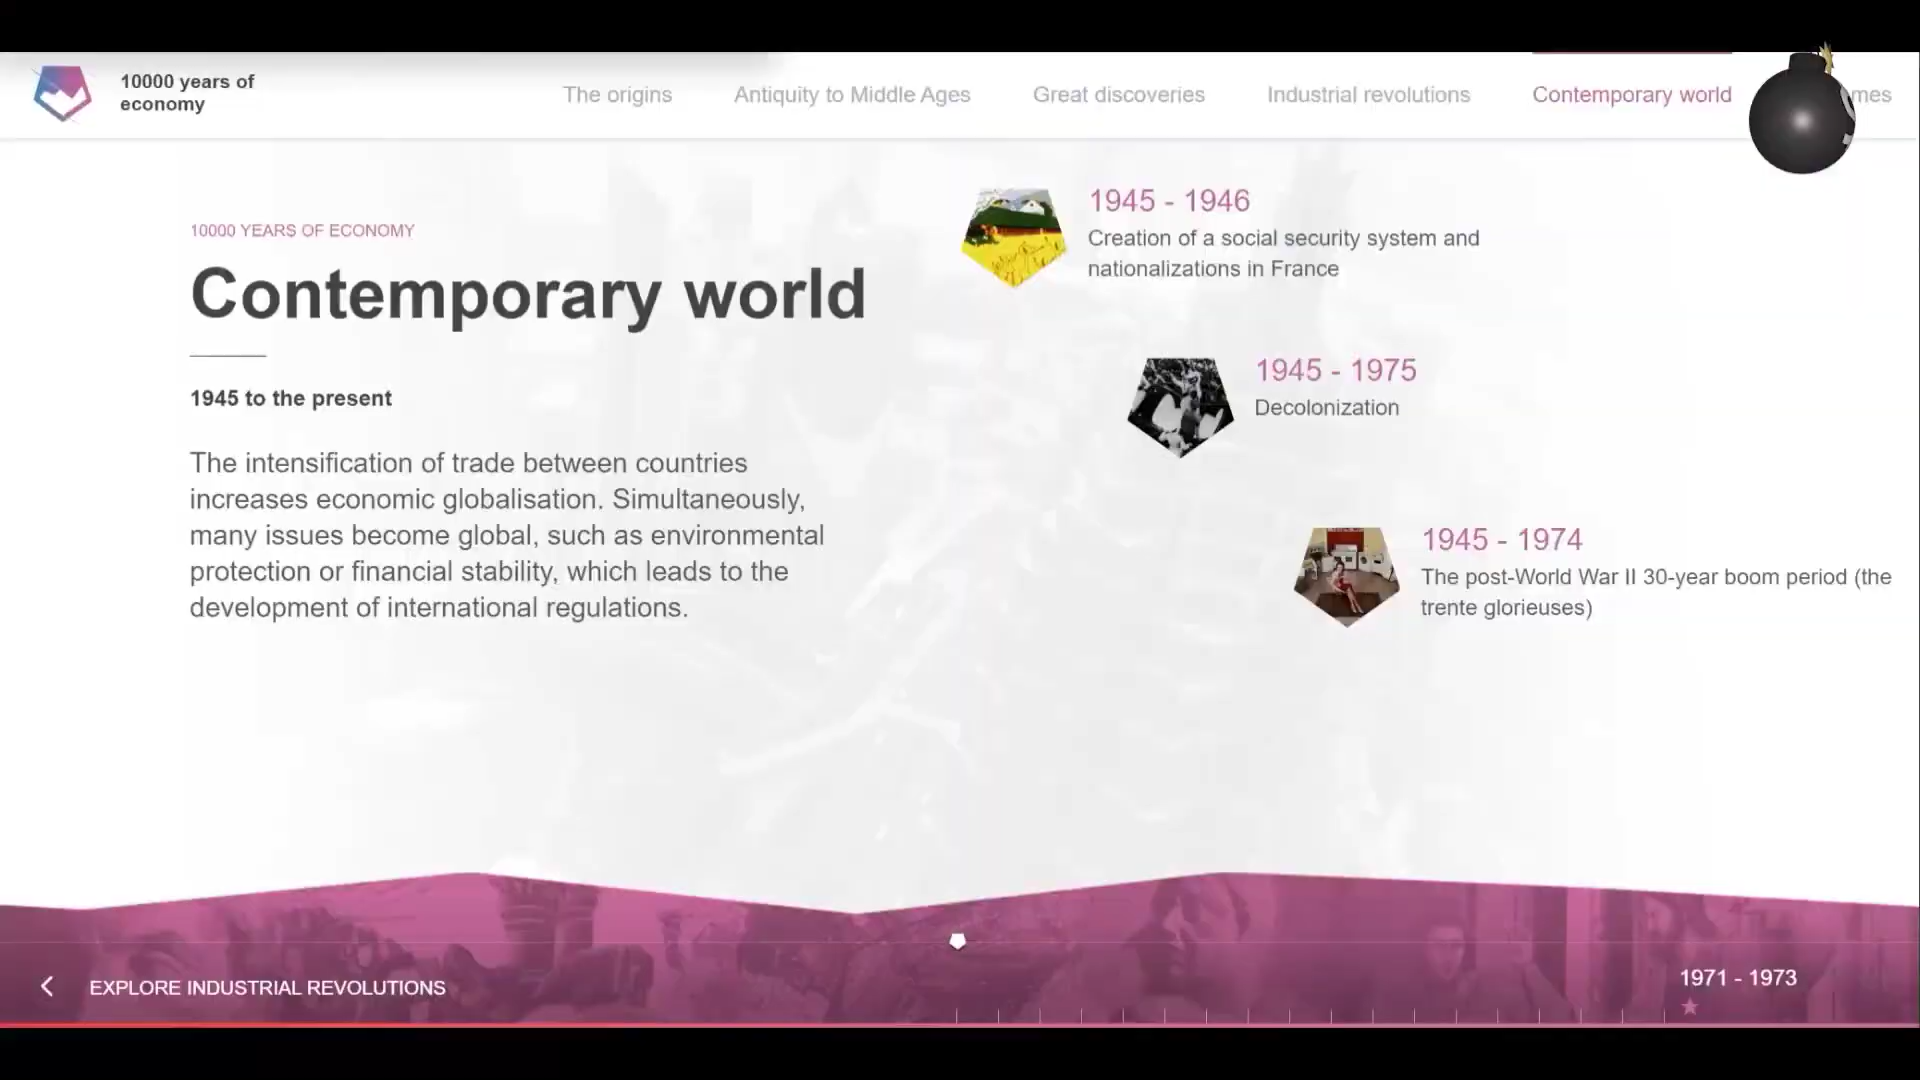 10000 years of
economy
The origins
Antiquity to Middle Ages
Great discoveries
Industrial revolutions
Contemporary world
10000 YEARS OF ECONOMY
Contemporary world
1945 to the present
The intensification of trade between countries
increases economic globalisation. Simultaneously,
many issues become global, such as environmental
protection or financial stability, which leads to the
development of international regulations.
1945 - 1946
Creation of a social security system and
nationalizations in France
1945 - 1975
Decolonization
1945 - 1974
The post-World War II 30-year boom period (the
trente glorieuses)
EXPLORE INDUSTRIAL REVOLUTIONS
1971 - 1973